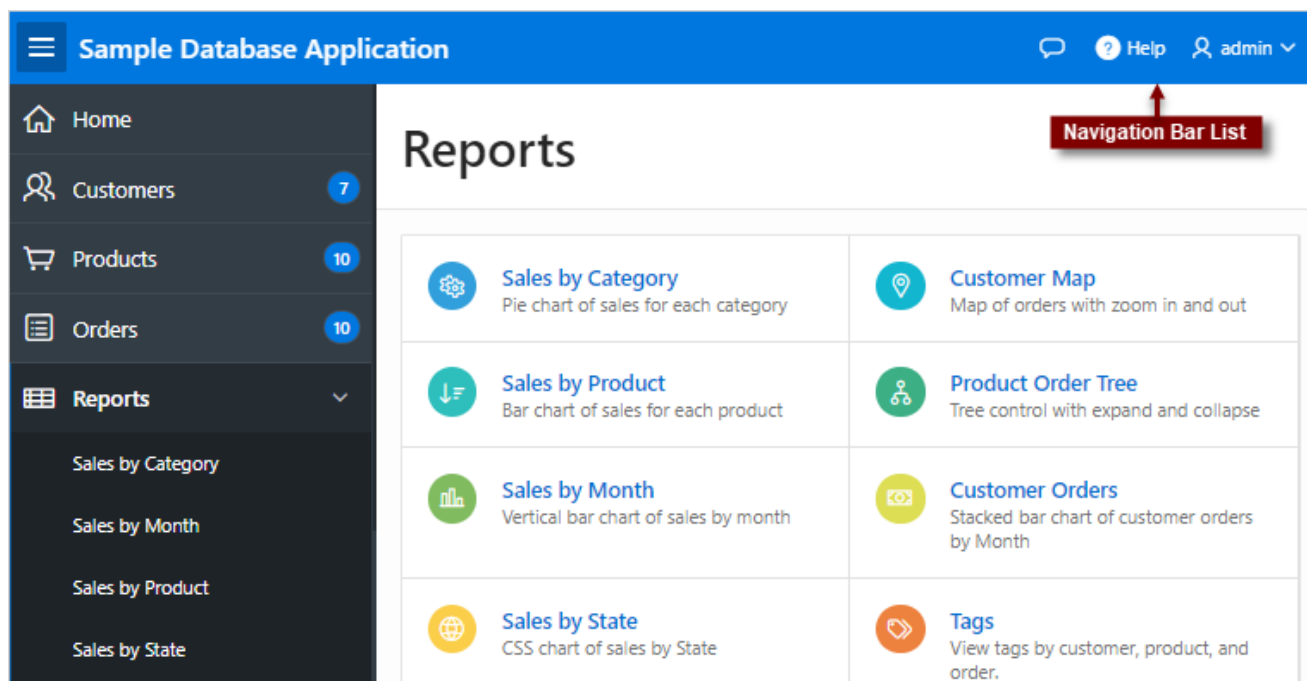 Sample Database Application
? Help
admin
Navigation Bar List
Home
Customers
7
Products
10
Orders
10
Reports
Sales by Category
Sales by Month
Sales by Product
Sales by State
Reports
Sales by Category
Pie chart of sales for each category
Customer Map
Map of orders with zoom in and out
Sales by Product
Bar chart of sales for each product
Product Order Tree
Tree control with expand and collapse
Sales by Month
Vertical bar chart of sales by month
Customer Orders
Stacked bar chart of customer orders
by Month
Sales by State
CSS chart of sales by State
Tags
View tags by customer, product, and
order.